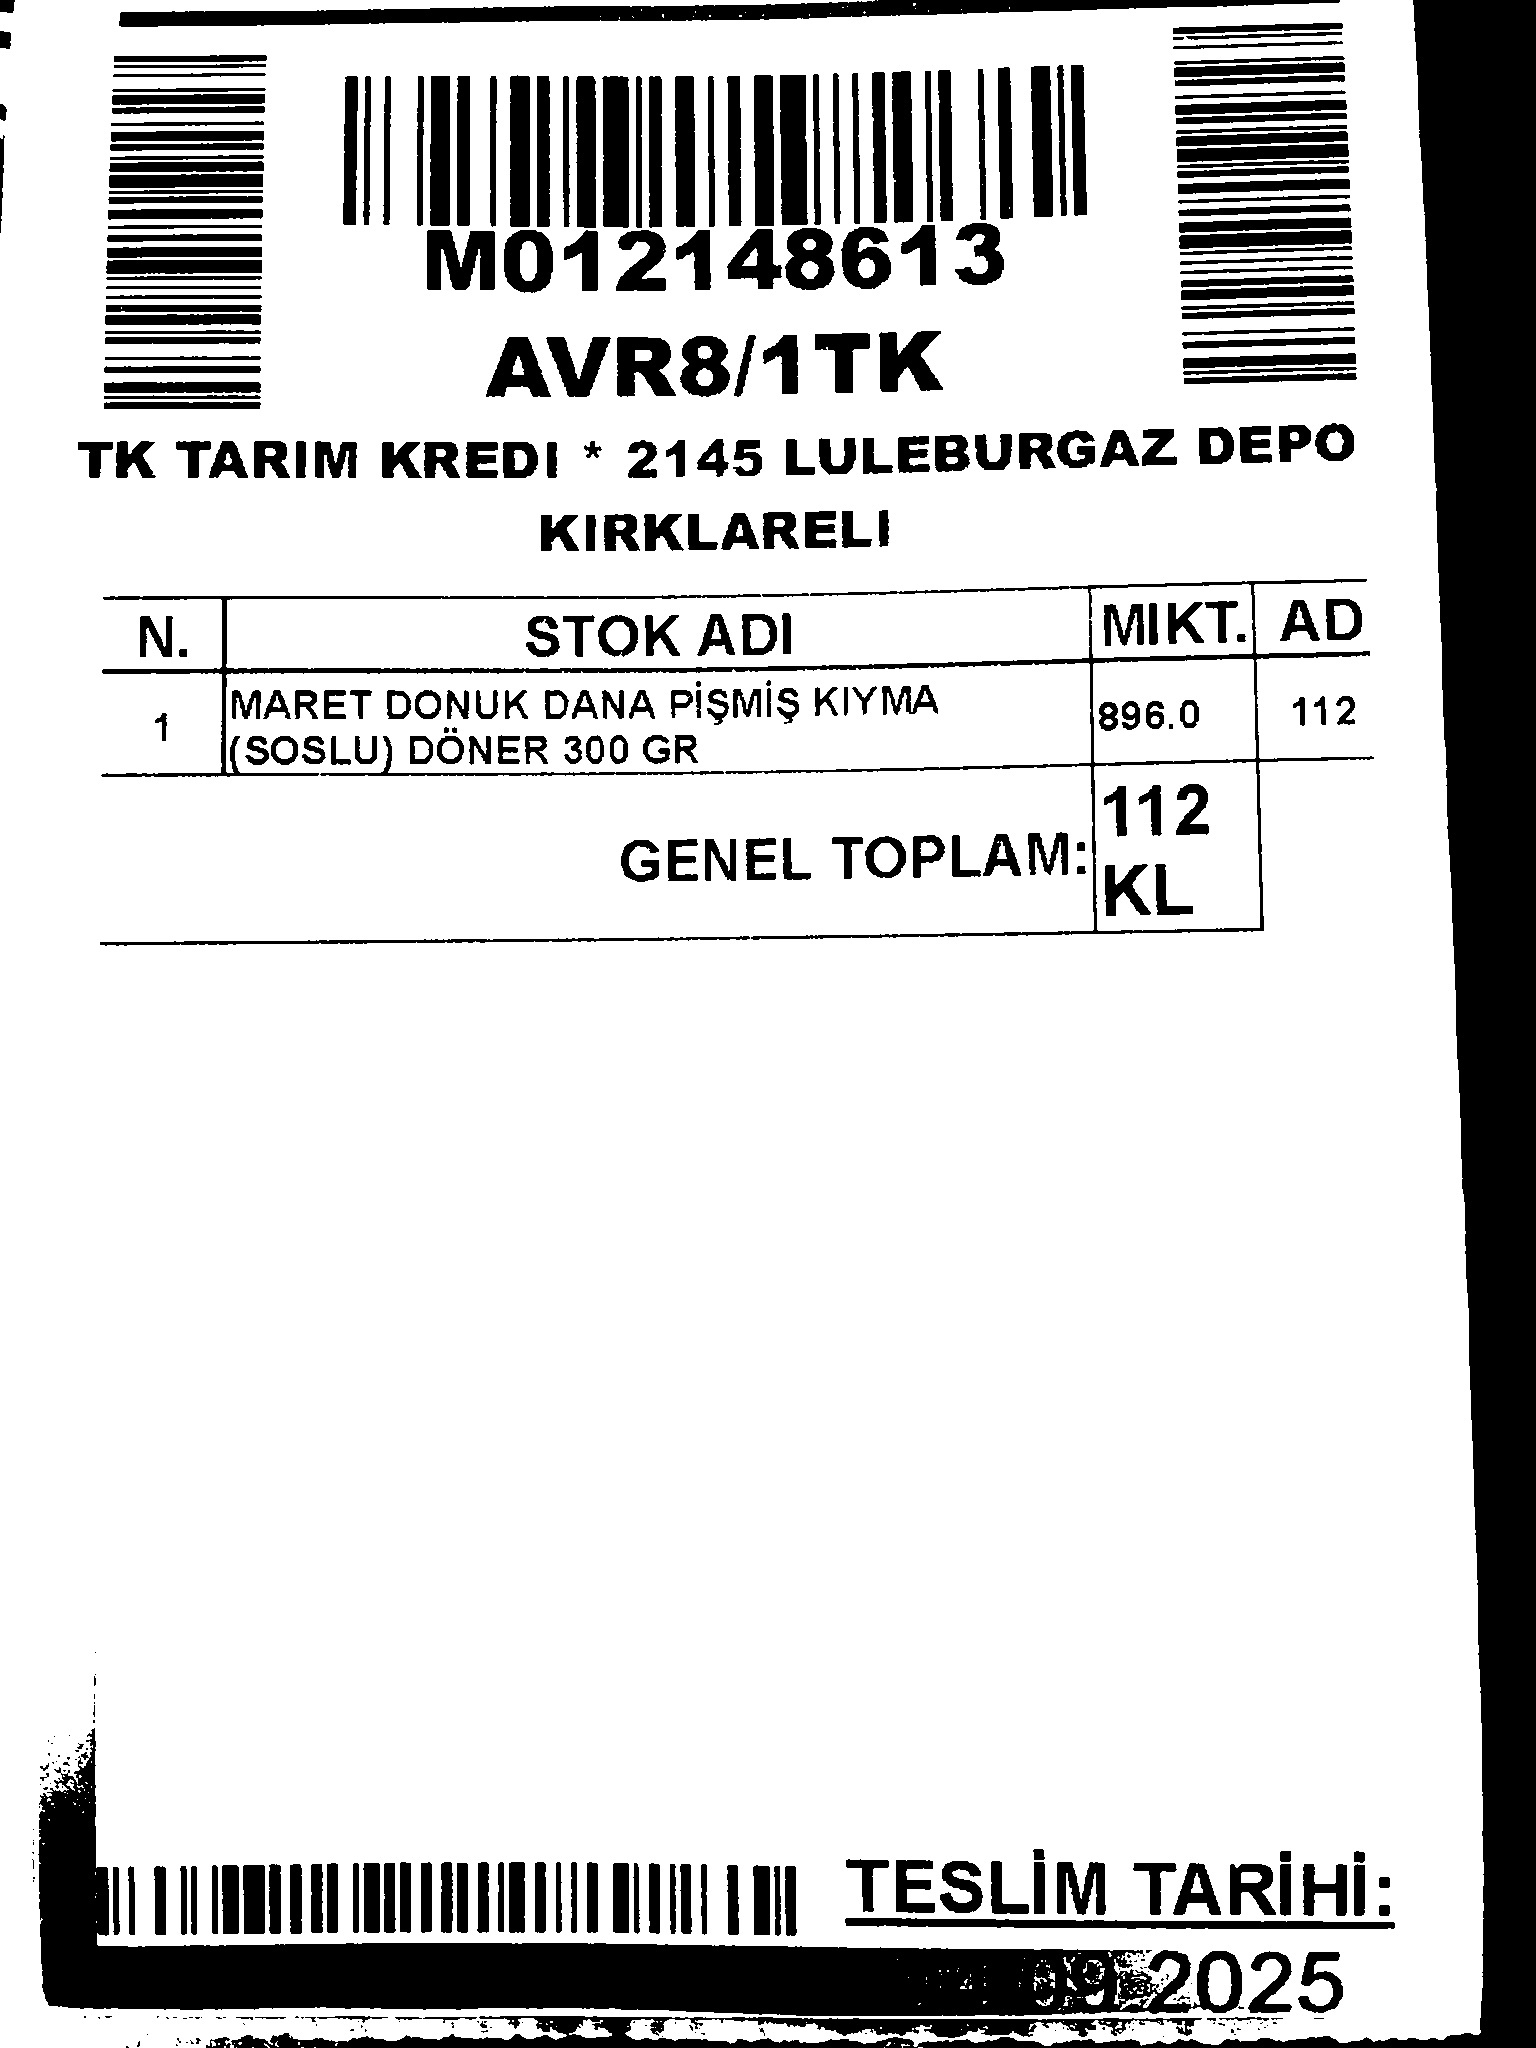 M012148613
AVR8/1TK
TK TARIM KREDI * 2145 LULEBURGAZ DEPO
KIRKLARELI
N. STOK ADI MIKT. AD
1 MARET DONUK DANA PİŞMİŞ KIYMA (SOSLU) DÖNER 300 GR 896.0 112
GENEL TOPLAM: 112 KL
TESLİM TARİHİ:
09.2025